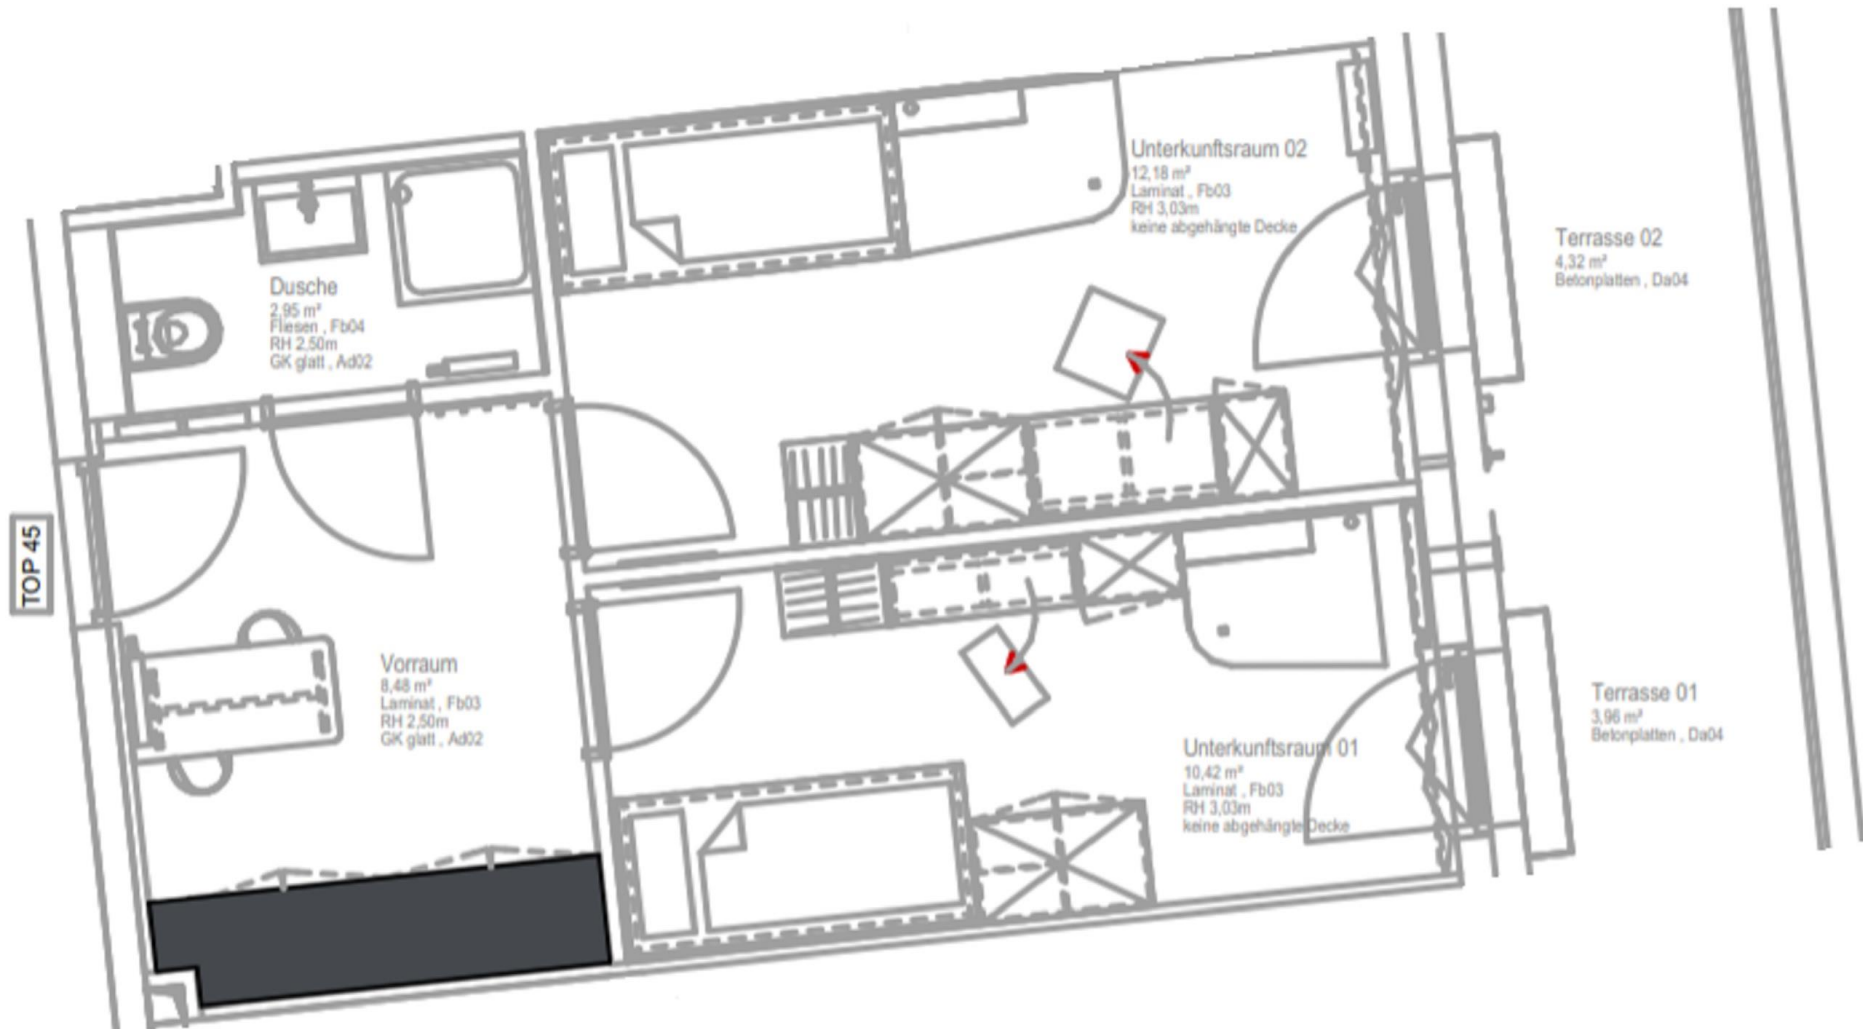 Unterkunftsraum 02
12,18 m²
Laminat , Fb03
RH 3,03m
keine abgehängte Decke
Terrasse 02
4,32 m²
Betonplatten , Da04
Dusche
2,95 m²
Fliesen , Fb04
RH 2,50m
GK glatt , Ad02
TOP 45
Vorraum
8,48 m²
Laminat , Fb03
RH 2,50m
GK glatt , Ad02
Unterkunftsraum 01
10,42 m²
Laminat , Fb03
RH 3,03m
keine abgehängte Decke
Terrasse 01
3,96 m²
Betonplatten , Da04